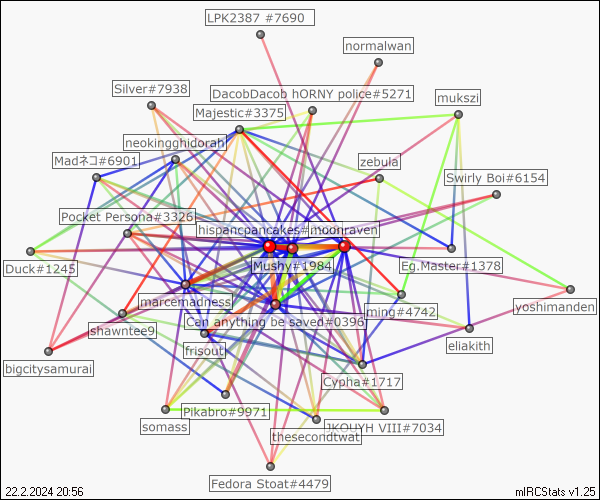 LPK2387 #7690
normalwan
Silver#7938
DacobDacob hORNY police#5271
mukszi
Majestic#3375
neokingghidorah
Madネコ#6901
zebula
Swirly Boi#6154
Pocket Persona#3326
hispancpancakes#
moonraven
Duck#1245
Mushy#1984
Eg.Master#1378
marcemadness
yoshimanden
shawntee9
Can anything be saved#0396
ming#4742
eliakith
frisout
bigcitysamurai
Cypha#1717
Pikabro#9971
somass
JKOUYH VIII#7034
thesecondtwat
Fedora Stoat#4479
22.2.2024 20:56
mIRCStats v1.25